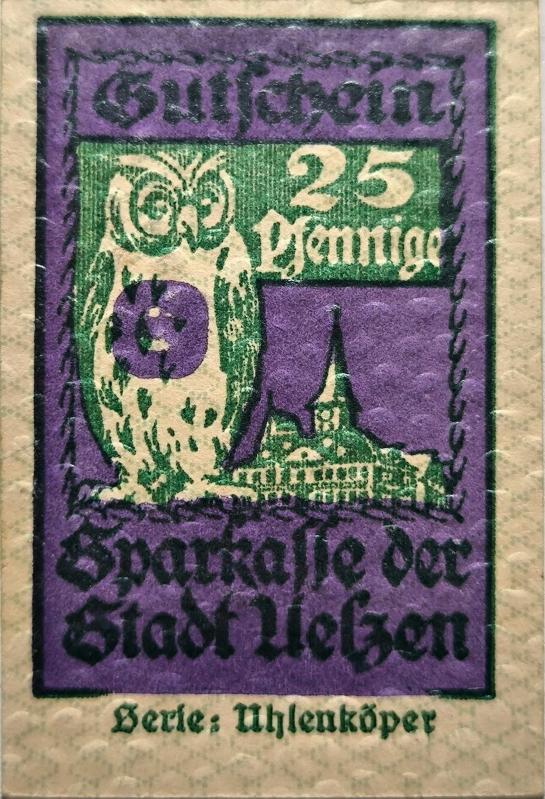 Gutschein
25
Pfennige
S
Sparkasse der
Stadt Uelzen
Serie: Uhlenköper